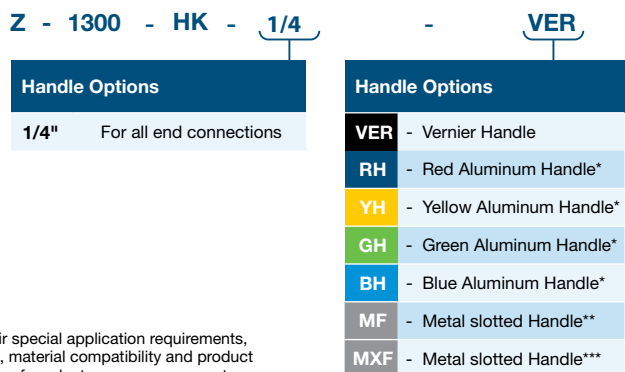 Z - 1300 - HK - 1/4 - VER
Handle Options
1/4" For all end connections
Handle Options
VER - Vernier Handle
RH - Red Aluminum Handle*
YH - Yellow Aluminum Handle*
GH - Green Aluminum Handle*
BH - Blue Aluminum Handle*
MF - Metal slotted Handle**
MXF - Metal slotted Handle***
special application requirements,
, material compatibility and product